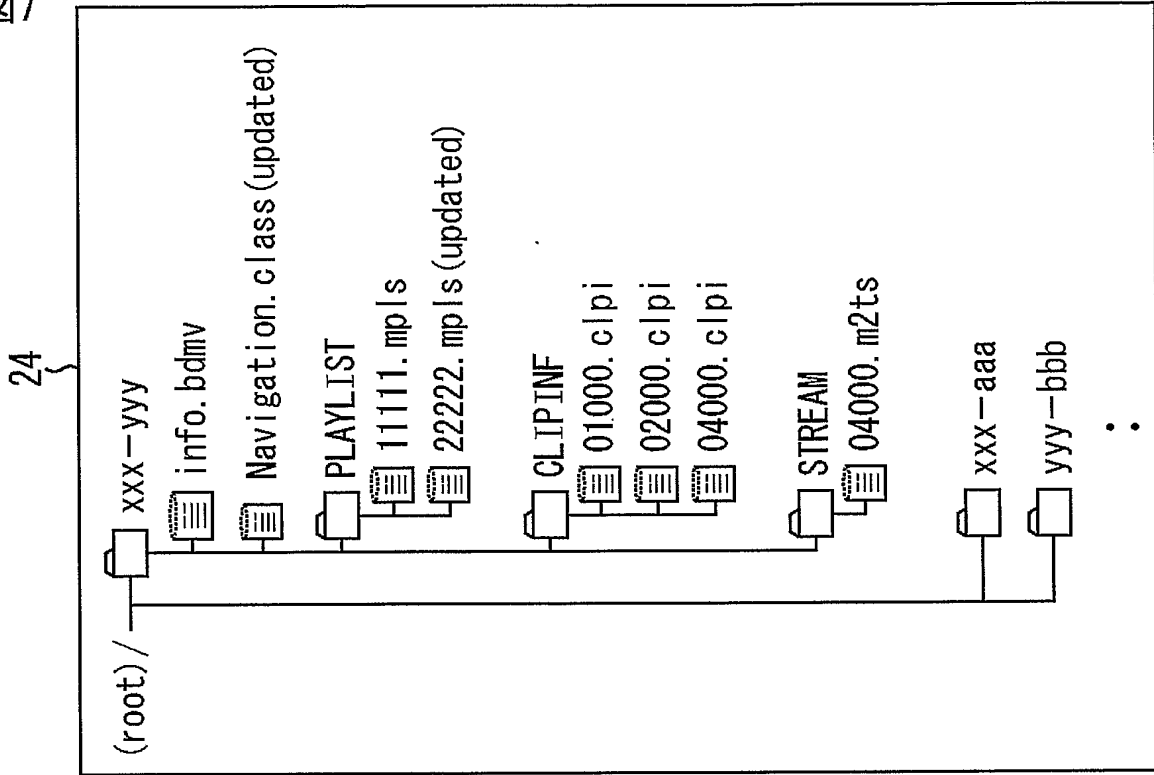 図7
24
(root)/
xxx-yyy
info.bdmv
Navigation.class(updated)
PLAYLIST
11111.mpls
22222.mpls(updated)
CLIPINF
01000.clpi
02000.clpi
04000.clpi
STREAM
04000.m2ts
xxx-aaa
yyy-bbb